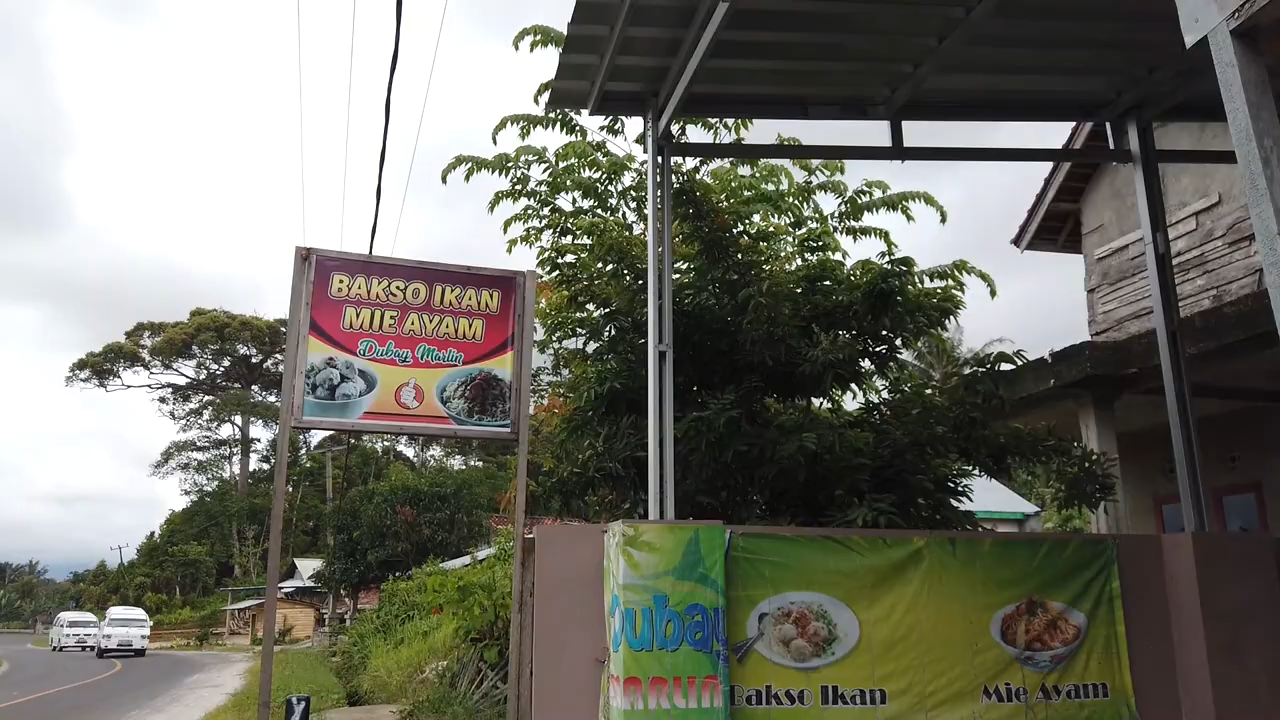 BAKSO IKAN
MIE AYAM
Dubay Marlin
Dubay
MARLIN
Bakso Ikan
Mie Ayam